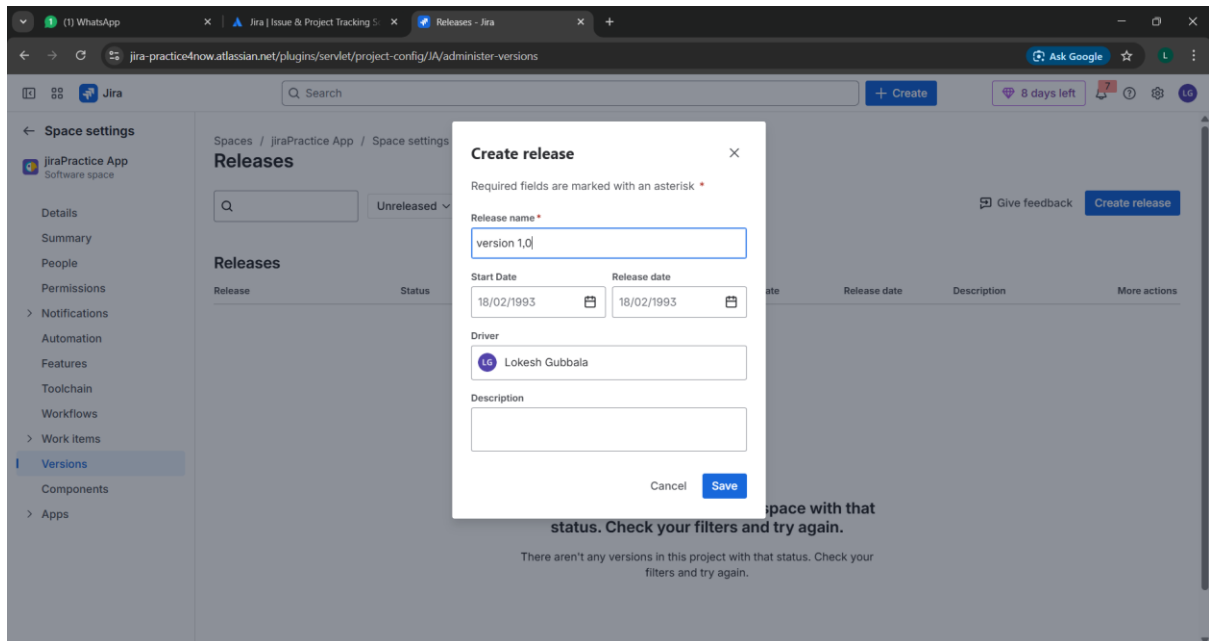 (1) WhatsApp
Jira | Issue & Project Tracking S
Releases - Jira
jira-practice4now.atlassian.net/plugins/servlet/project-config/JA/administer-versions
Ask Google
L
Jira
Search
+ Create
8 days left
7
LG
Space settings
Spaces / jiraPractice App / Space settings
jiraPractice App
Software space
Releases
Unreleased
Give feedback
Create release
Details
Summary
People
Permissions
Notifications
Automation
Features
Toolchain
Workflows
Work items
Versions
Components
Apps
Releases
Release Status ate Release date Description More actions
Create release
Required fields are marked with an asterisk *
Release name *
version 1,0
Start Date Release date
18/02/1993 18/02/1993
Driver
LG Lokesh Gubbala
Description
Cancel Save
space with that
status. Check your filters and try again.
There aren't any versions in this project with that status. Check your
filters and try again.